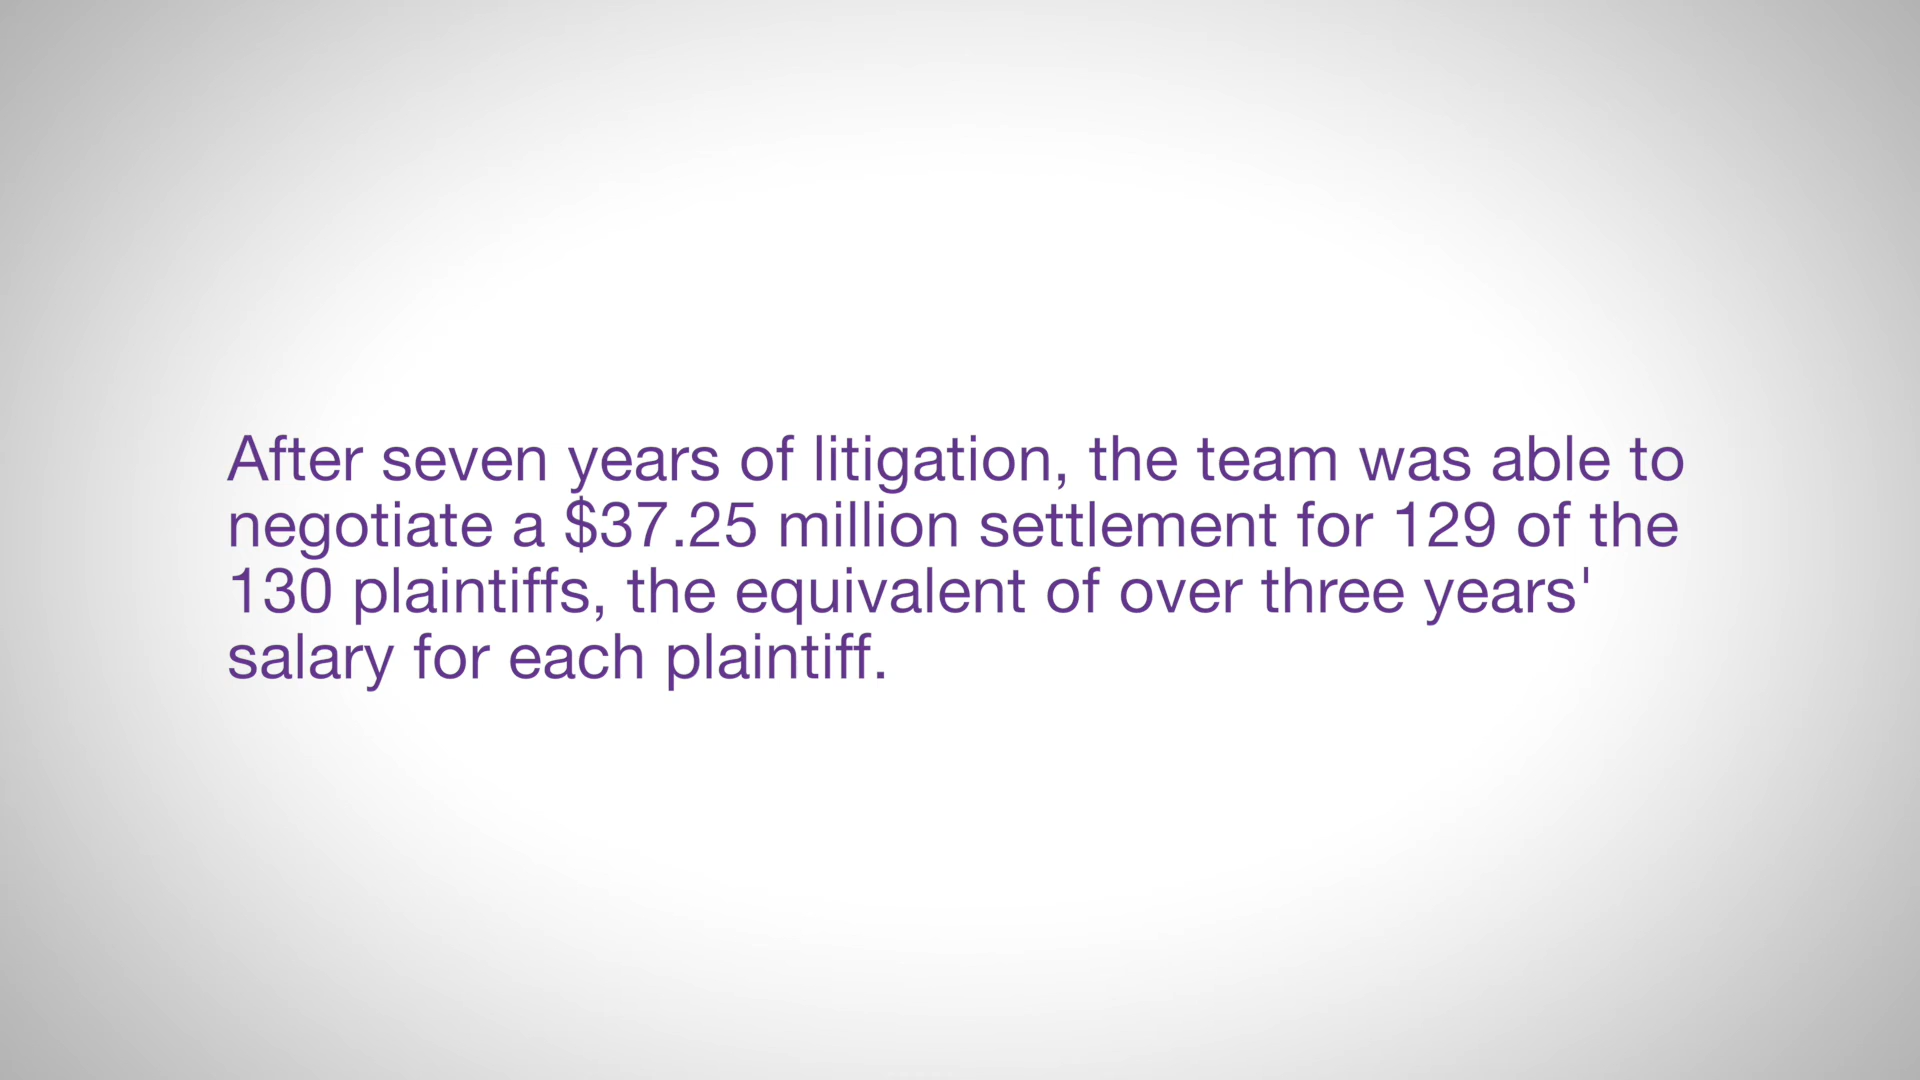 After seven years of litigation, the team was able to
negotiate a $37.25 million settlement for 129 of the
130 plaintiffs, the equivalent of over three years'
salary for each plaintiff.